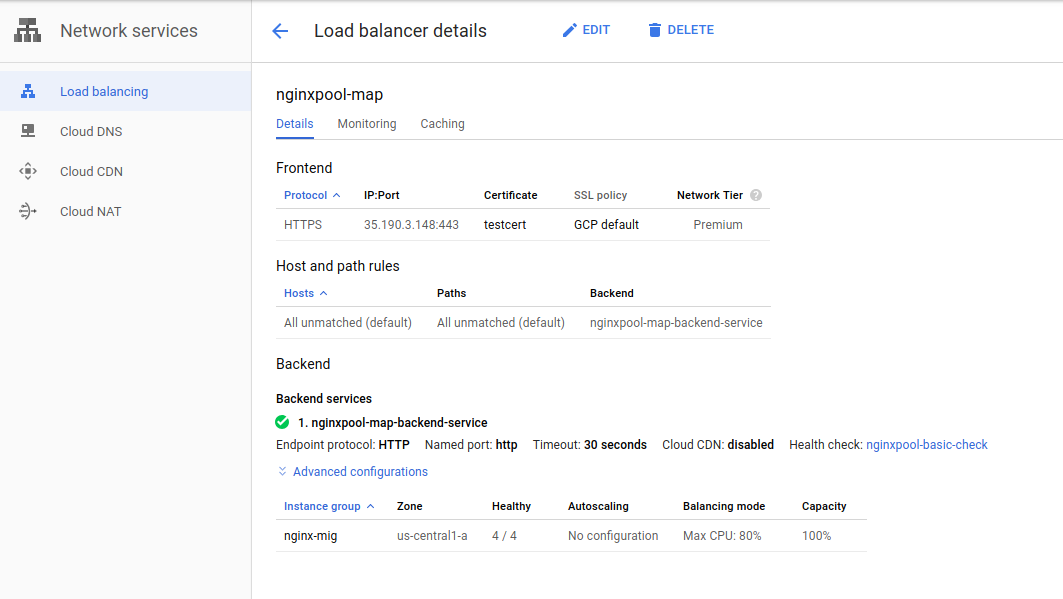 Network services
Load balancer details
EDIT
DELETE
Load balancing
Cloud DNS
Cloud CDN
Cloud NAT
nginxpool-map
Details Monitoring Caching
Frontend
Protocol IP:Port Certificate SSL policy Network Tier ?
HTTPS 35.190.3.148:443 testcert GCP default Premium
Host and path rules
Hosts Paths Backend
All unmatched (default) All unmatched (default) nginxpool-map-backend-service
Backend
Backend services
1. nginxpool-map-backend-service
Endpoint protocol: HTTP Named port: http Timeout: 30 seconds Cloud CDN: disabled Health check: nginxpool-basic-check
Advanced configurations
Instance group Zone Healthy Autoscaling Balancing mode Capacity
nginx-mig us-central1-a 4 / 4 No configuration Max CPU: 80% 100%